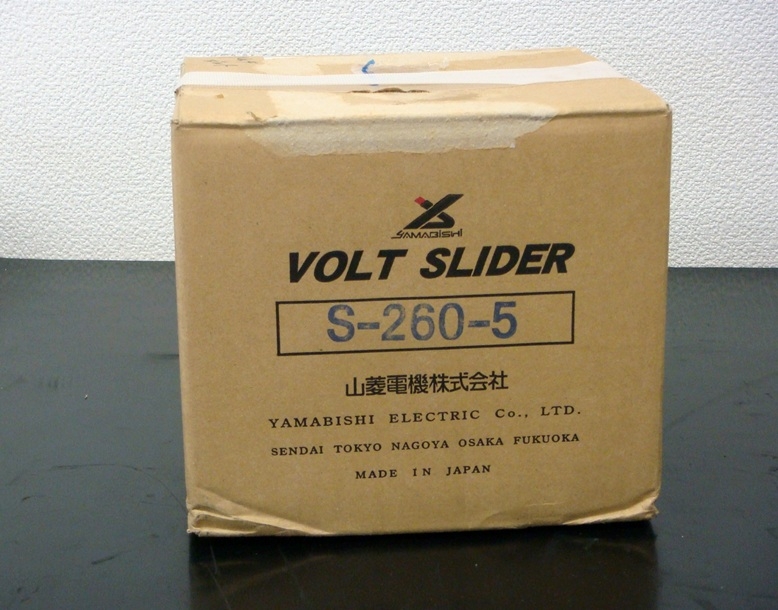 YAMABISHI
VOLT SLIDER
S-260-5
山菱電機株式会社
YAMABISHI ELECTRIC Co., LTD.
SENDAI TOKYO NAGOYA OSAKA FUKUOKA
MADE IN JAPAN